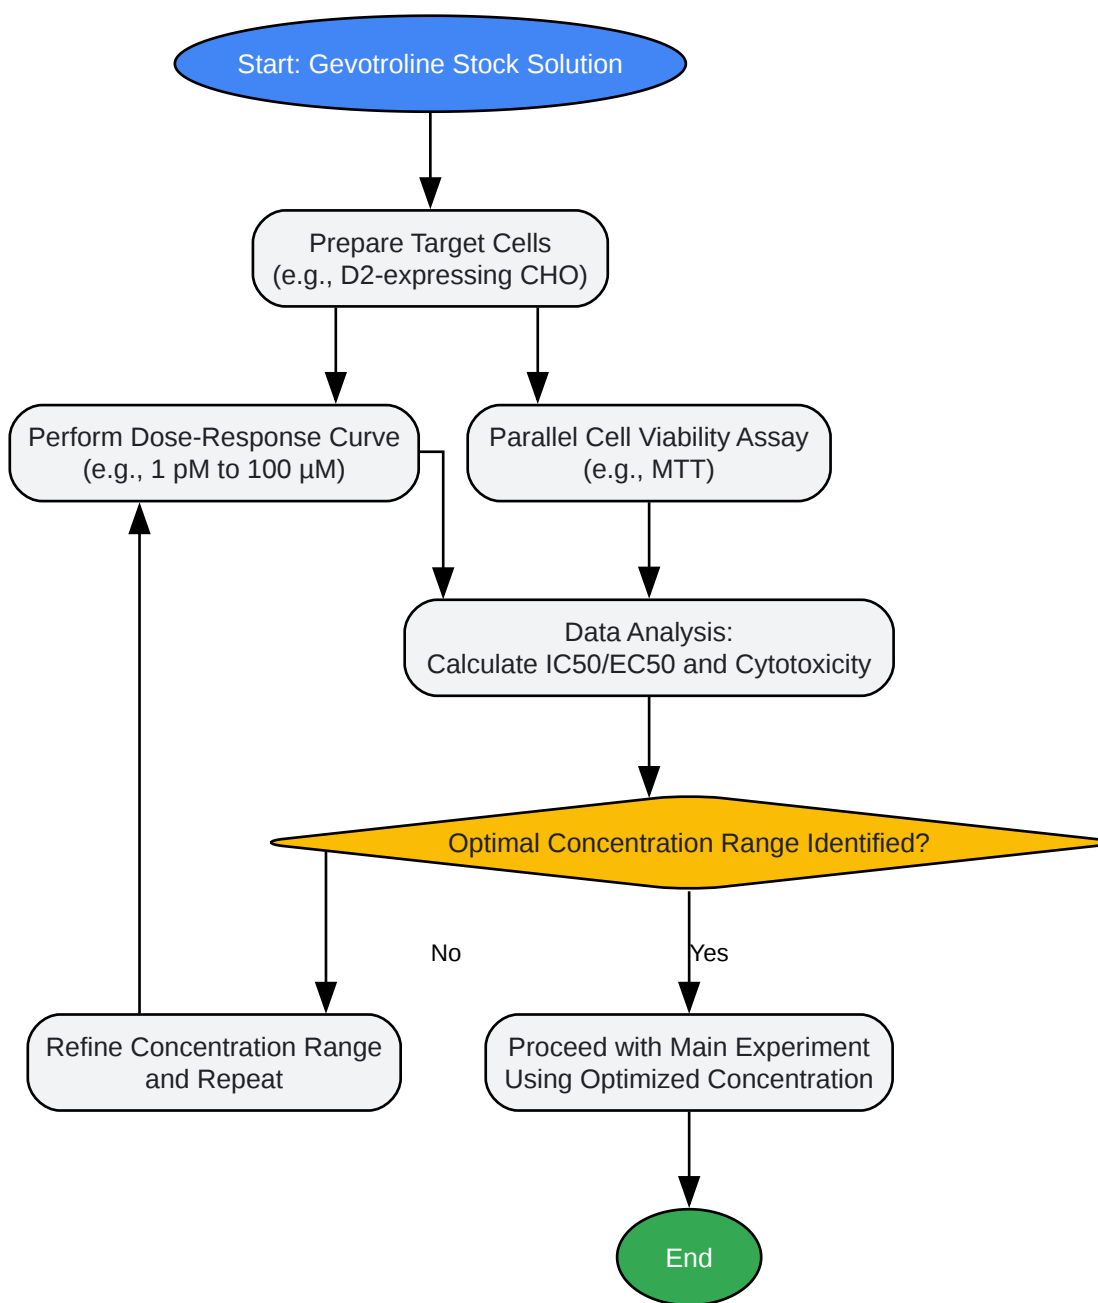 Start: Gevotroline Stock Solution
Prepare Target Cells
(e.g., D2-expressing CHO)
Perform Dose-Response Curve
(e.g., 1 pM to 100 µM)
Parallel Cell Viability Assay
(e.g., MTT)
Data Analysis:
Calculate IC50/EC50 and Cytotoxicity
Optimal Concentration Range Identified?
No
Yes
Refine Concentration Range
and Repeat
Proceed with Main Experiment
Using Optimized Concentration
End